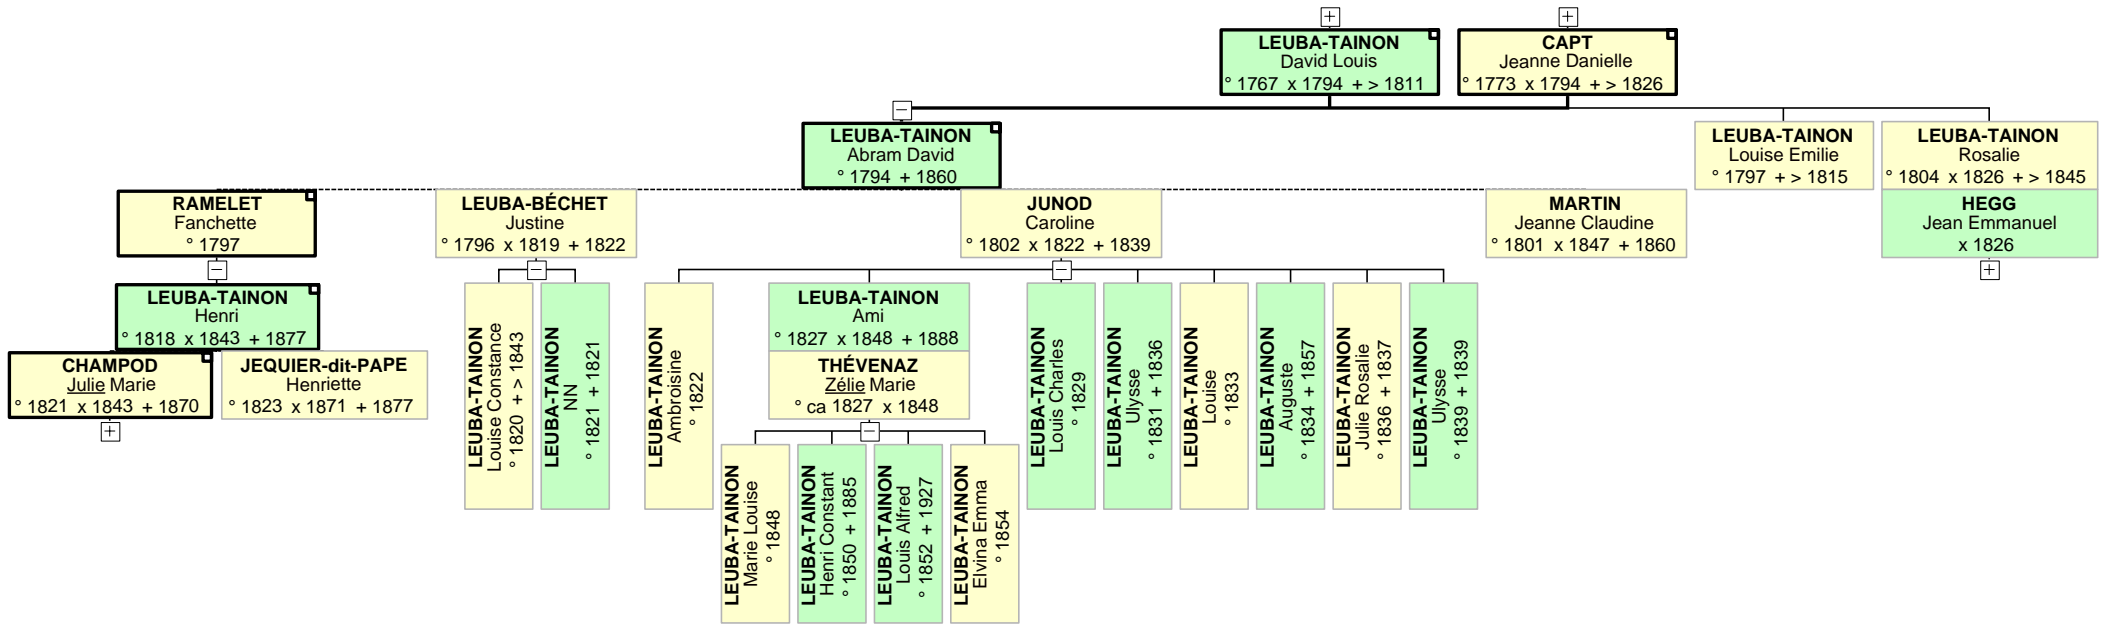 LEUBA-TAINON
David Louis
° 1767 x 1794 + > 1811
CAPT
Jeanne Danielle
° 1773 x 1794 + > 1826
LEUBA-TAINON
Abram David
° 1794 + 1860
LEUBA-TAINON
Louise Emilie
° 1797 + > 1815
LEUBA-TAINON
Rosalie
° 1804 x 1826 + > 1845
HEGG
Jean Emmanuel
x 1826
RAMELET
Fanchette
° 1797
LEUBA-BÉCHET
Justine
° 1796 x 1819 + 1822
JUNOD
Caroline
° 1802 x 1822 + 1839
MARTIN
Jeanne Claudine
° 1801 x 1847 + 1860
LEUBA-TAINON
Henri
° 1818 x 1843 + 1877
CHAMPOD
Julie Marie
° 1821 x 1843 + 1870
JEQUIER-dit-PAPE
Henriette
° 1823 x 1871 + 1877
LEUBA-TAINON
Louise Constance
° 1820 + > 1843
LEUBA-TAINON
NN
° 1821 + 1821
LEUBA-TAINON
Ambroisine
° 1822
LEUBA-TAINON
Ami
° 1827 x 1848 + 1888
THÉVENAZ
Zélie Marie
° ca 1827 x 1848
LEUBA-TAINON
Louis Charles
° 1829
LEUBA-TAINON
Ulysse
° 1831 + 1836
LEUBA-TAINON
Louise
° 1833
LEUBA-TAINON
Auguste
° 1834 + 1857
LEUBA-TAINON
Julie Rosalie
° 1836 + 1837
LEUBA-TAINON
Ulysse
° 1839 + 1839
LEUBA-TAINON
Marie Louise
° 1848
LEUBA-TAINON
Henri Constant
° 1850 + 1885
LEUBA-TAINON
Louis Alfred
° 1852 + 1927
LEUBA-TAINON
Elvina Emma
° 1854